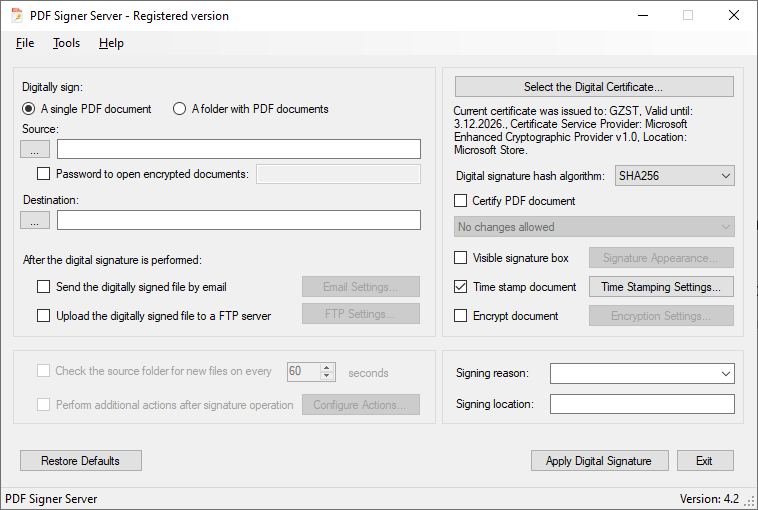 PDF Signer Server - Registered version
File Tools Help
Digitally sign:
A single PDF document A folder with PDF documents
Source:
...
Password to open encrypted documents:
Destination:
...
After the digital signature is performed:
Send the digitally signed file by email Email Settings...
Upload the digitally signed file to a FTP server FTP Settings...
Check the source folder for new files on every 60 seconds
Perform additional actions after signature operation Configure Actions...
Select the Digital Certificate...
Current certificate was issued to: GZST, Valid until:
3.12.2026., Certificate Service Provider: Microsoft
Enhanced Cryptographic Provider v1.0, Location:
Microsoft Store.
Digital signature hash algorithm: SHA256
Certify PDF document
No changes allowed
Visible signature box Signature Appearance...
Time stamp document Time Stamping Settings...
Encrypt document Encryption Settings...
Signing reason:
Signing location:
Restore Defaults Apply Digital Signature Exit
PDF Signer Server Version: 4.2